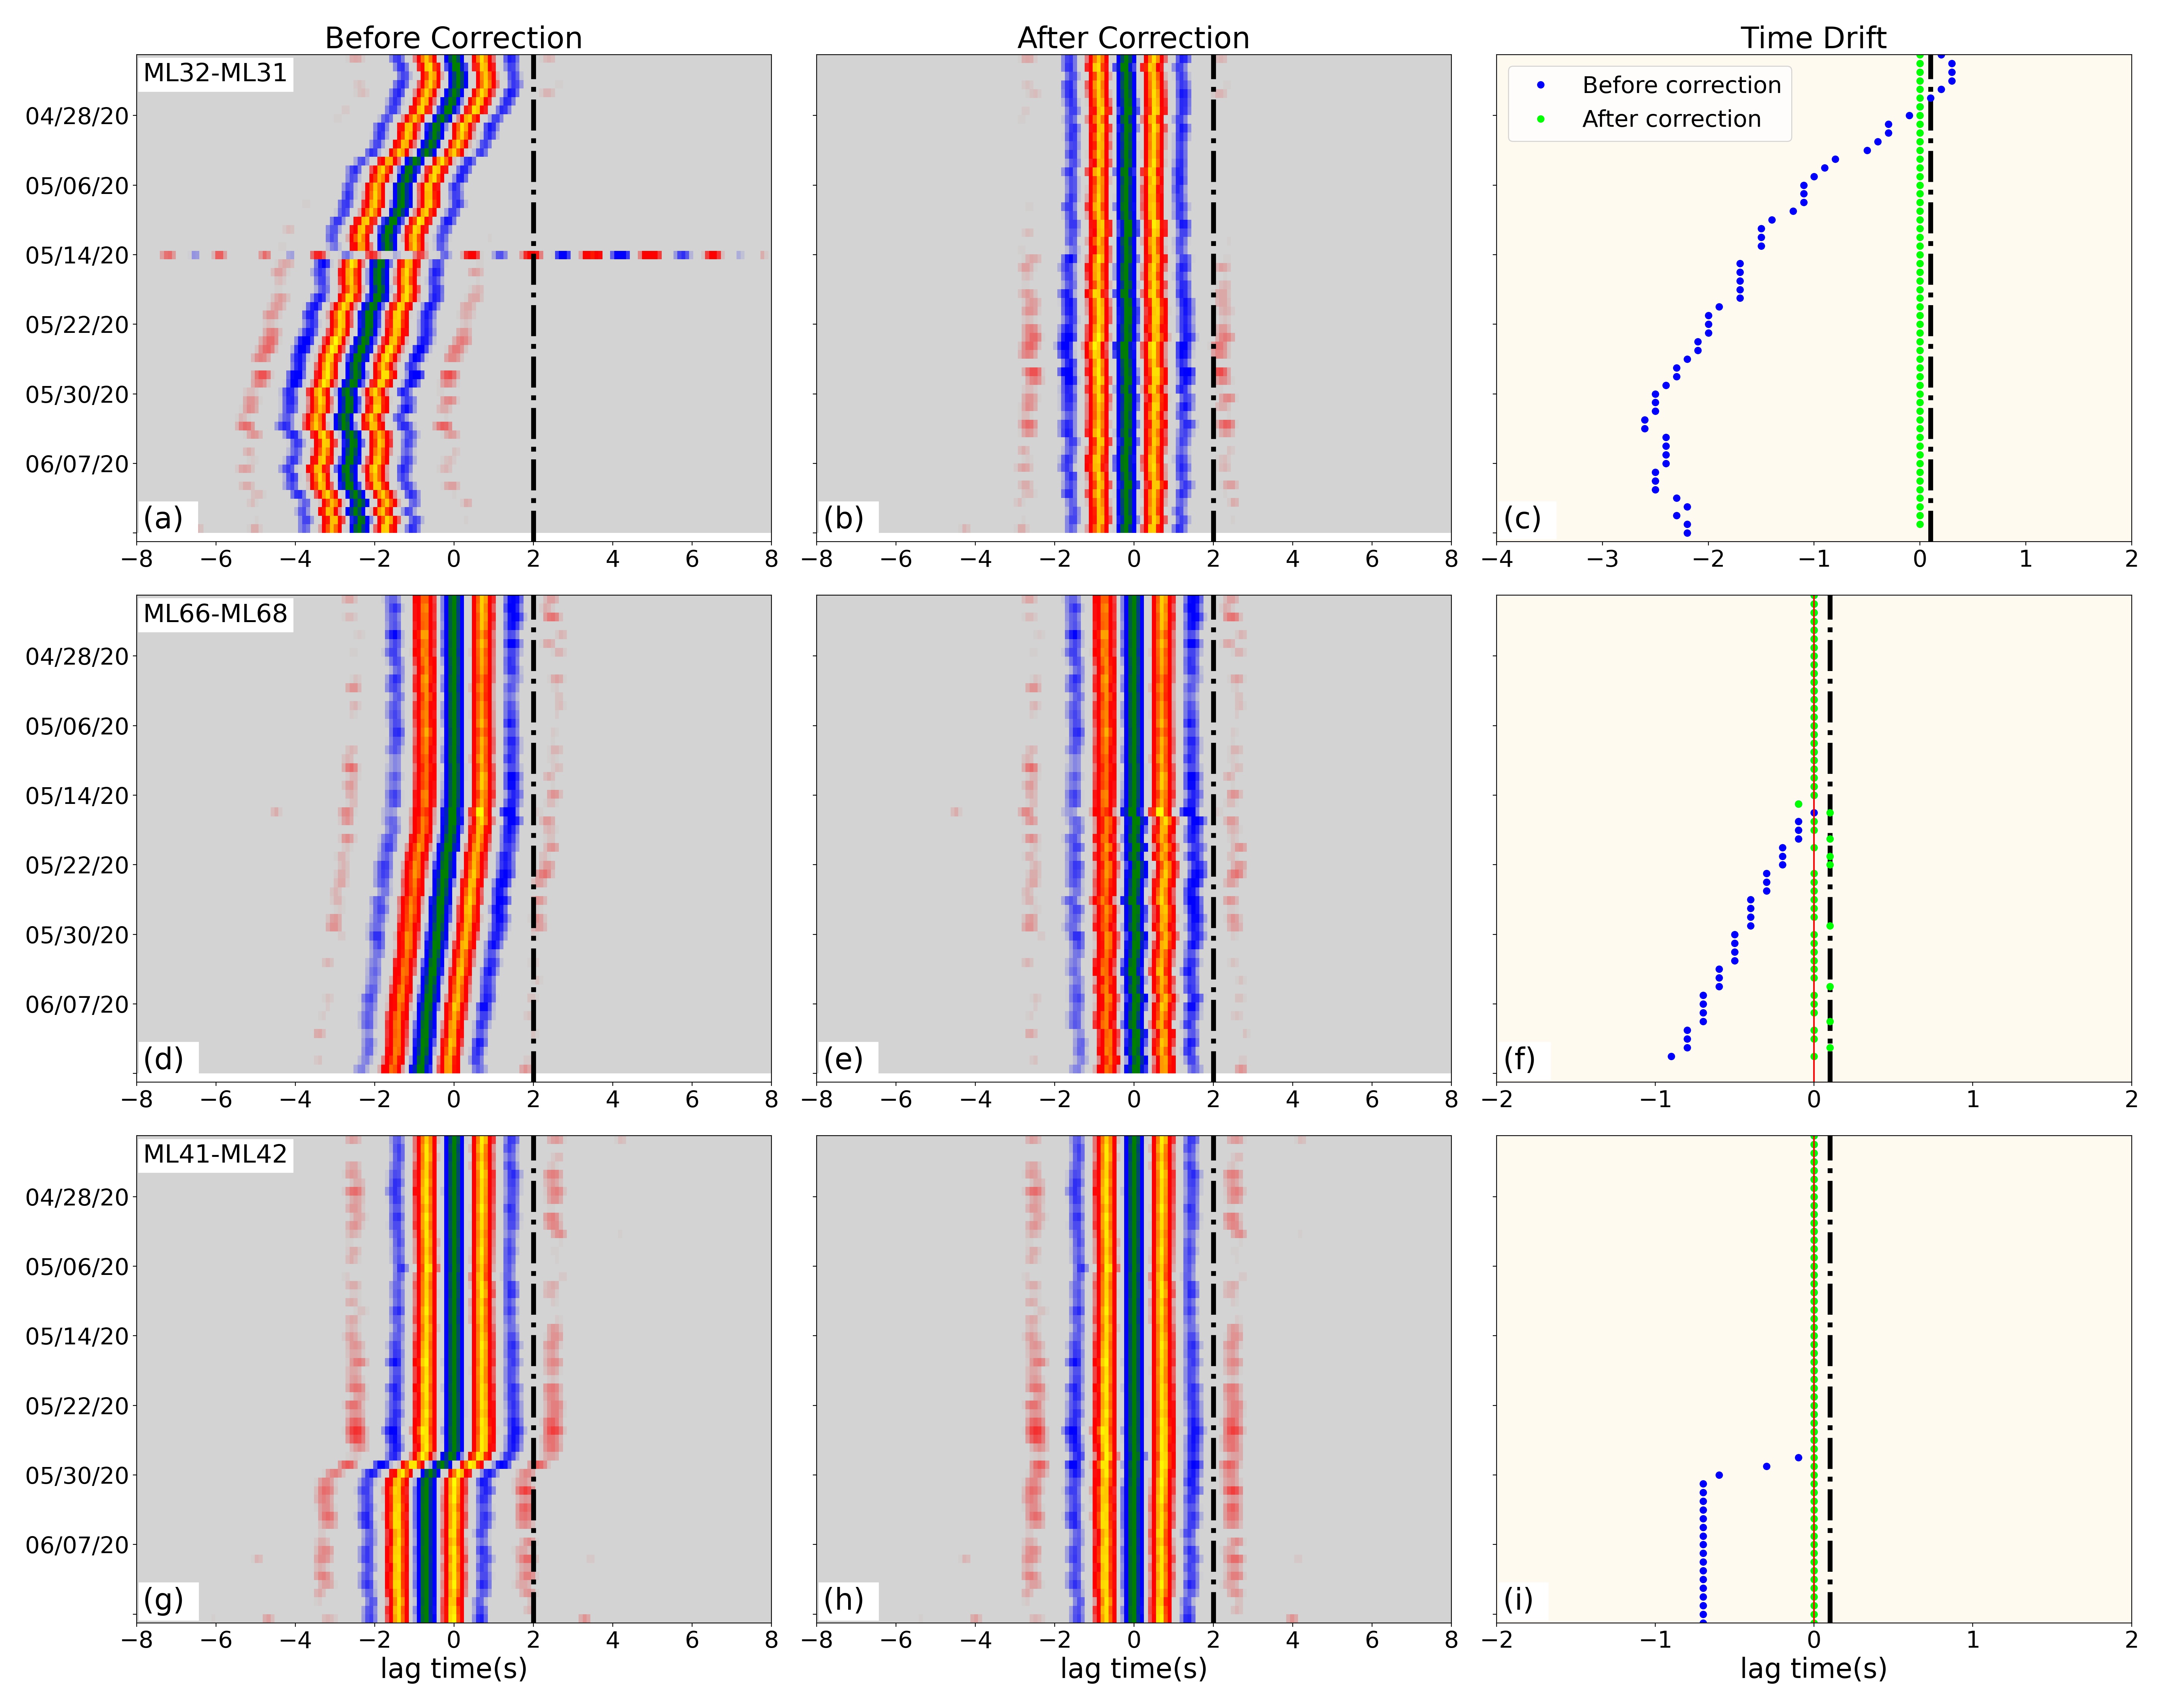 Before Correction
After Correction
Time Drift
ML32-ML31
Before correction
After correction
04/28/20
05/06/20
05/14/20
05/22/20
05/30/20
06/07/20
(a)
(b)
(c)
−8 −6 −4 −2 0 2 4 6 8
−8 −6 −4 −2 0 2 4 6 8
−4 −3 −2 −1 0 1 2
ML66-ML68
04/28/20
05/06/20
05/14/20
05/22/20
05/30/20
06/07/20
(d)
(e)
(f)
−8 −6 −4 −2 0 2 4 6 8
−8 −6 −4 −2 0 2 4 6 8
−2 −1 0 1 2
ML41-ML42
04/28/20
05/06/20
05/14/20
05/22/20
05/30/20
06/07/20
(g)
(h)
(i)
−8 −6 −4 −2 0 2 4 6 8
−8 −6 −4 −2 0 2 4 6 8
−2 −1 0 1 2
lag time(s)
lag time(s)
lag time(s)